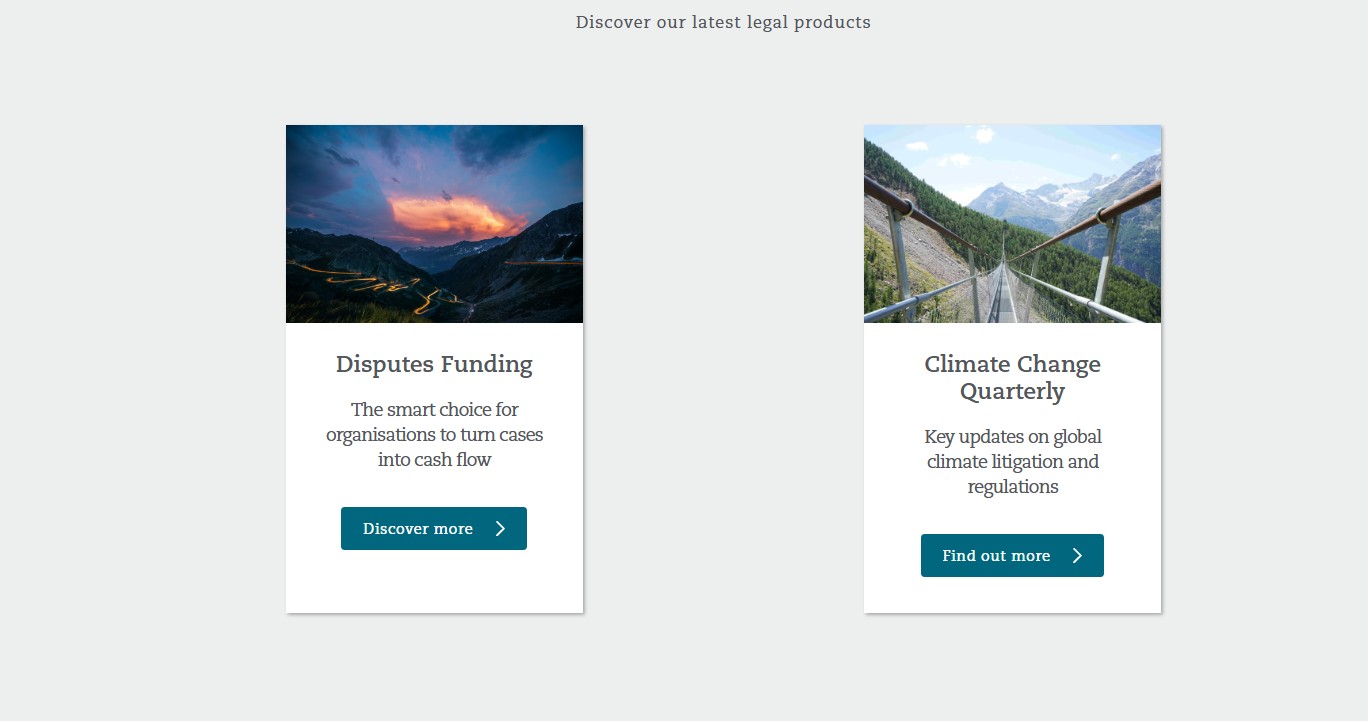 Discover our latest legal products
Disputes Funding
The smart choice for
organisations to turn cases
into cash flow
Discover more
Climate Change
Quarterly
Key updates on global
climate litigation and
regulations
Find out more